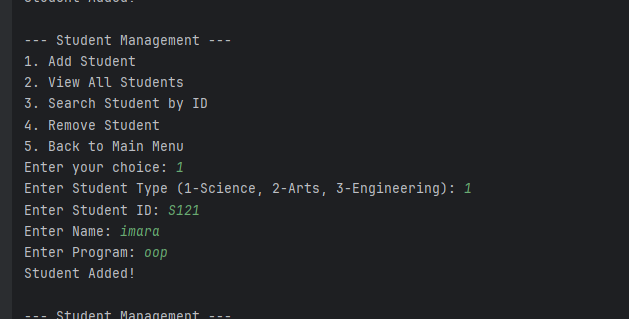 Student Added!
--- Student Management ---
1. Add Student
2. View All Students
3. Search Student by ID
4. Remove Student
5. Back to Main Menu
Enter your choice: 1
Enter Student Type (1-Science, 2-Arts, 3-Engineering): 1
Enter Student ID: S121
Enter Name: imara
Enter Program: oop
Student Added!
--- Student Management ---